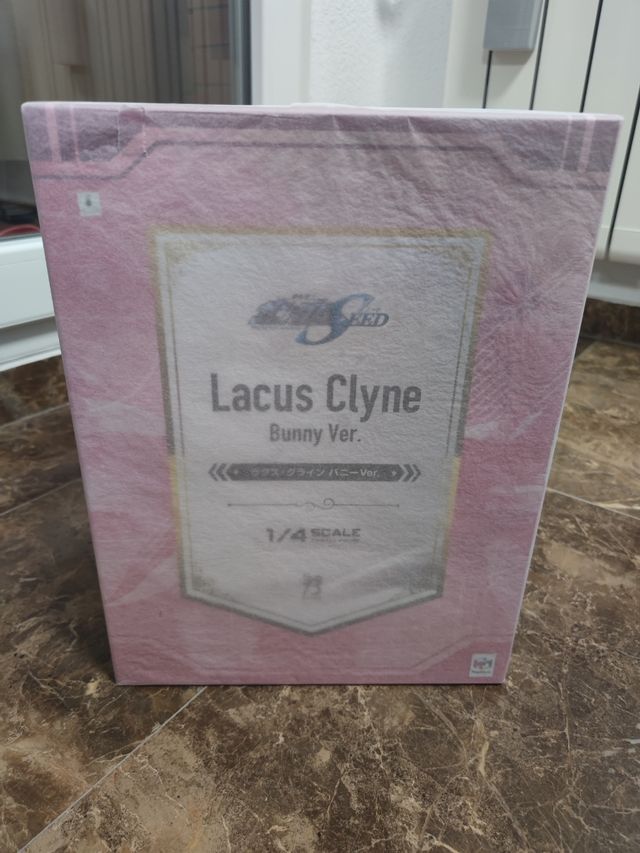 SEED
Lacus Clyne
Bunny Ver.
ラクス・クライン バニーVer.
1/4 SCALE